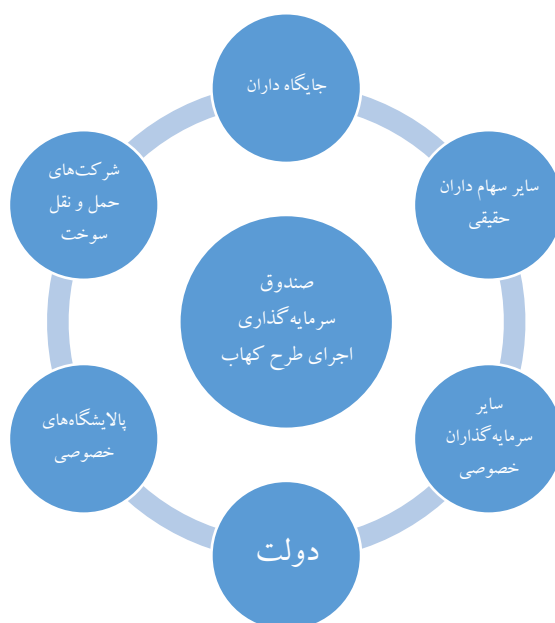 جایگاه داران
شرکت‌های
حمل و نقل
سوخت
سایر سهام داران
حقیقی
صندوق
سرمایه‌گذاری
اجرای طرح کهاب
پالایشگاه‌های
خصوصی
سایر
سرمایه‌گذاران
خصوصی
دولت